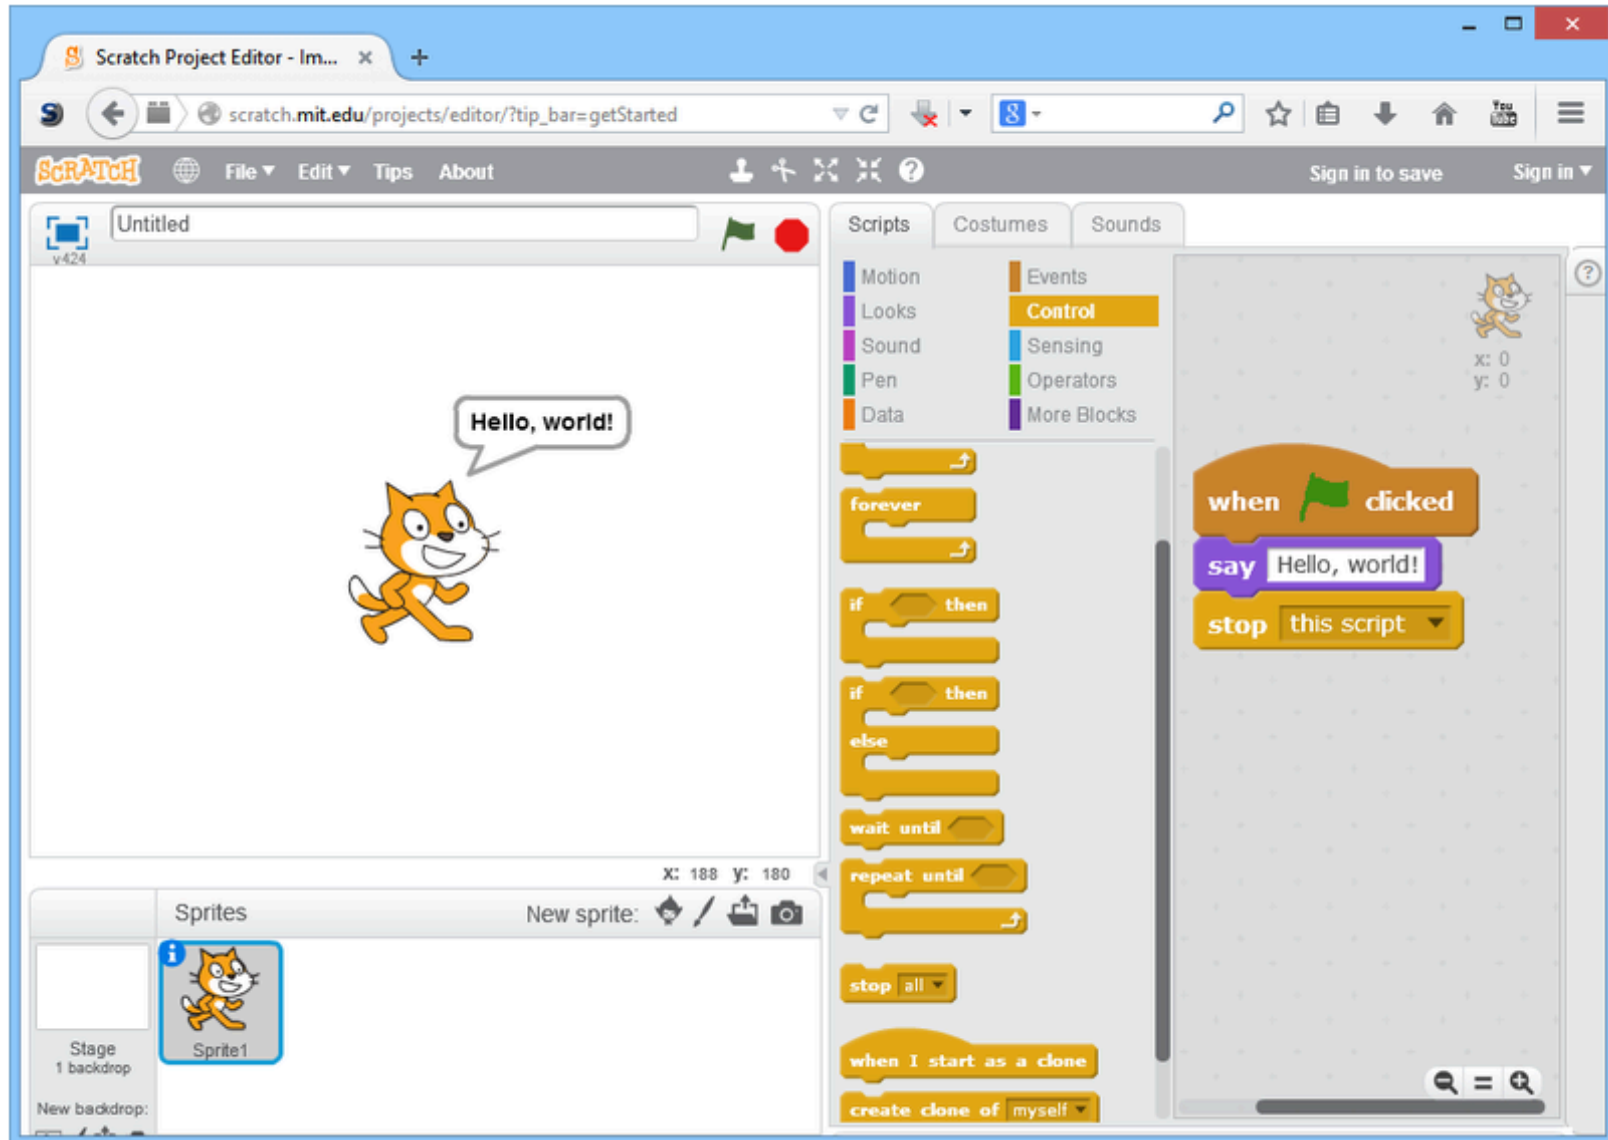 Scratch Project Editor - Im...
scratch.mit.edu/projects/editor/?tip_bar=getStarted
8
You Tube
SCRATCH File Edit Tips About Sign in to save Sign in
Untitled
v424
Scripts Costumes Sounds
Motion Events
Looks Control
Sound Sensing
Pen Operators
Data More Blocks
x: 0
y: 0
Hello, world!
when clicked
say Hello, world!
stop this script
forever
if then
if then
else
wait until
repeat until
stop all
when I start as a clone
create clone of myself
X: 188 y: 180
Sprites New sprite:
Sprite1
Stage
1 backdrop
New backdrop: